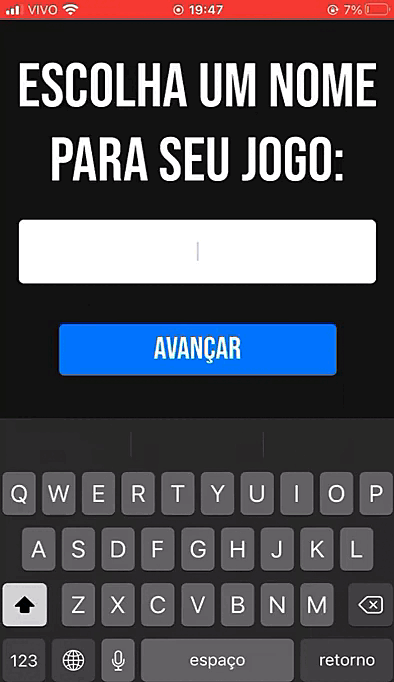 VIVO 19:47 7%
ESCOLHA UM NOME
PARA SEU JOGO:
AVANÇAR
Q W E R T Y U I O P
A S D F G H J K L
Z X C V B N M
123 espaço retorno